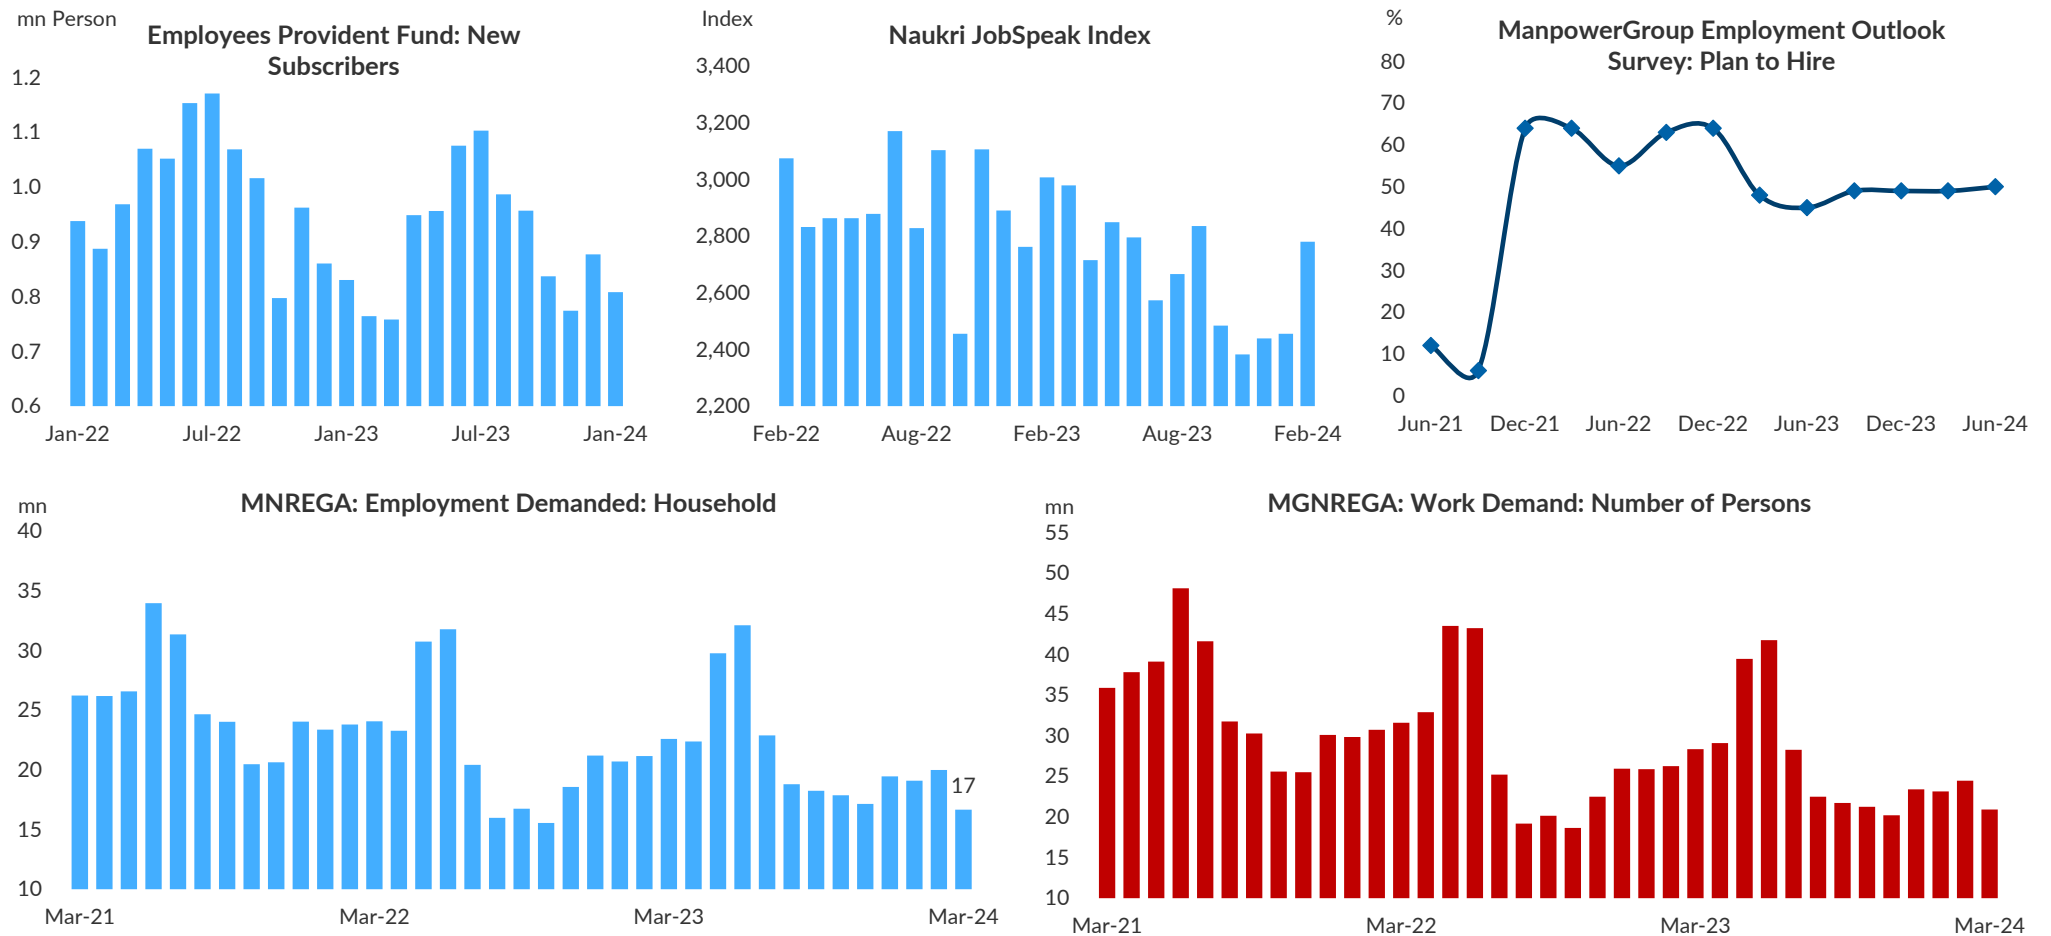 mn Person
Employees Provident Fund: New
Subscribers
1.2
1.1
1.0
0.9
0.8
0.7
0.6
Jan-22 Jul-22 Jan-23 Jul-23 Jan-24
Index
Naukri JobSpeak Index
3,400
3,200
3,000
2,800
2,600
2,400
2,200
Feb-22 Aug-22 Feb-23 Aug-23 Feb-24
%
ManpowerGroup Employment Outlook
Survey: Plan to Hire
80
70
60
50
40
30
20
10
0
Jun-21 Dec-21 Jun-22 Dec-22 Jun-23 Dec-23 Jun-24
mn
MNREGA: Employment Demanded: Household
40
35
30
25
20
15
10
17
Mar-21 Mar-22 Mar-23 Mar-24
mn
MGNREGA: Work Demand: Number of Persons
55
50
45
40
35
30
25
20
15
10
Mar-21 Mar-22 Mar-23 Mar-24